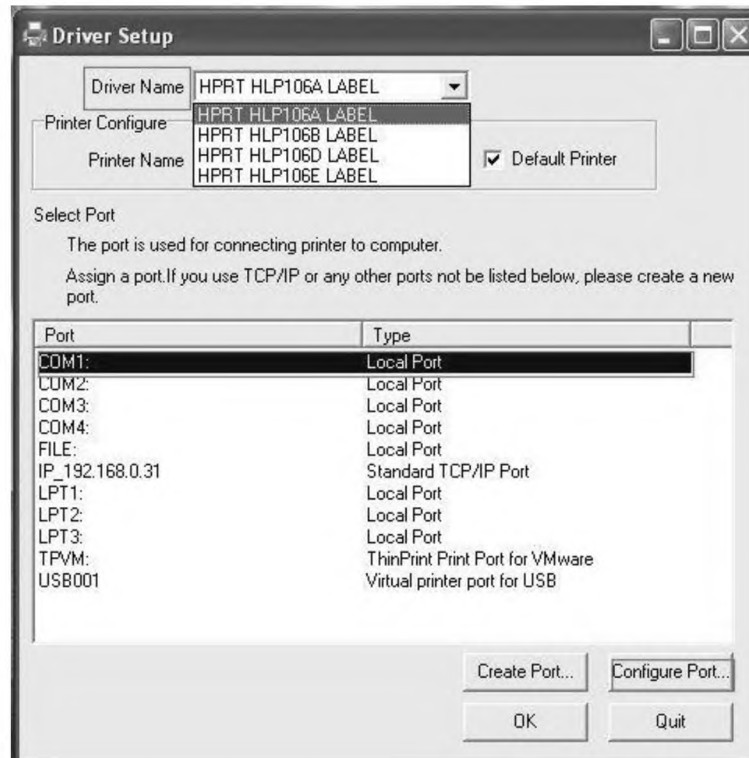 Driver Setup
Driver Name HPRT HLP106A LABEL
HPRT HLP106A LABEL
HPRT HLP106B LABEL
HPRT HLP106D LABEL
HPRT HLP106E LABEL
Printer Configure
Printer Name Default Printer
Select Port
The port is used for connecting printer to computer.
Assign a port.If you use TCP/IP or any other ports not be listed below, please create a new
port.
Port Type
COM1: Local Port
COM2: Local Port
COM3: Local Port
COM4: Local Port
FILE: Local Port
IP_192.168.0.31 Standard TCP/IP Port
LPT1: Local Port
LPT2: Local Port
LPT3: Local Port
TPVM: ThinPrint Print Port for VMware
USB001 Virtual printer port for USB
Create Port... Configure Port...
OK Quit